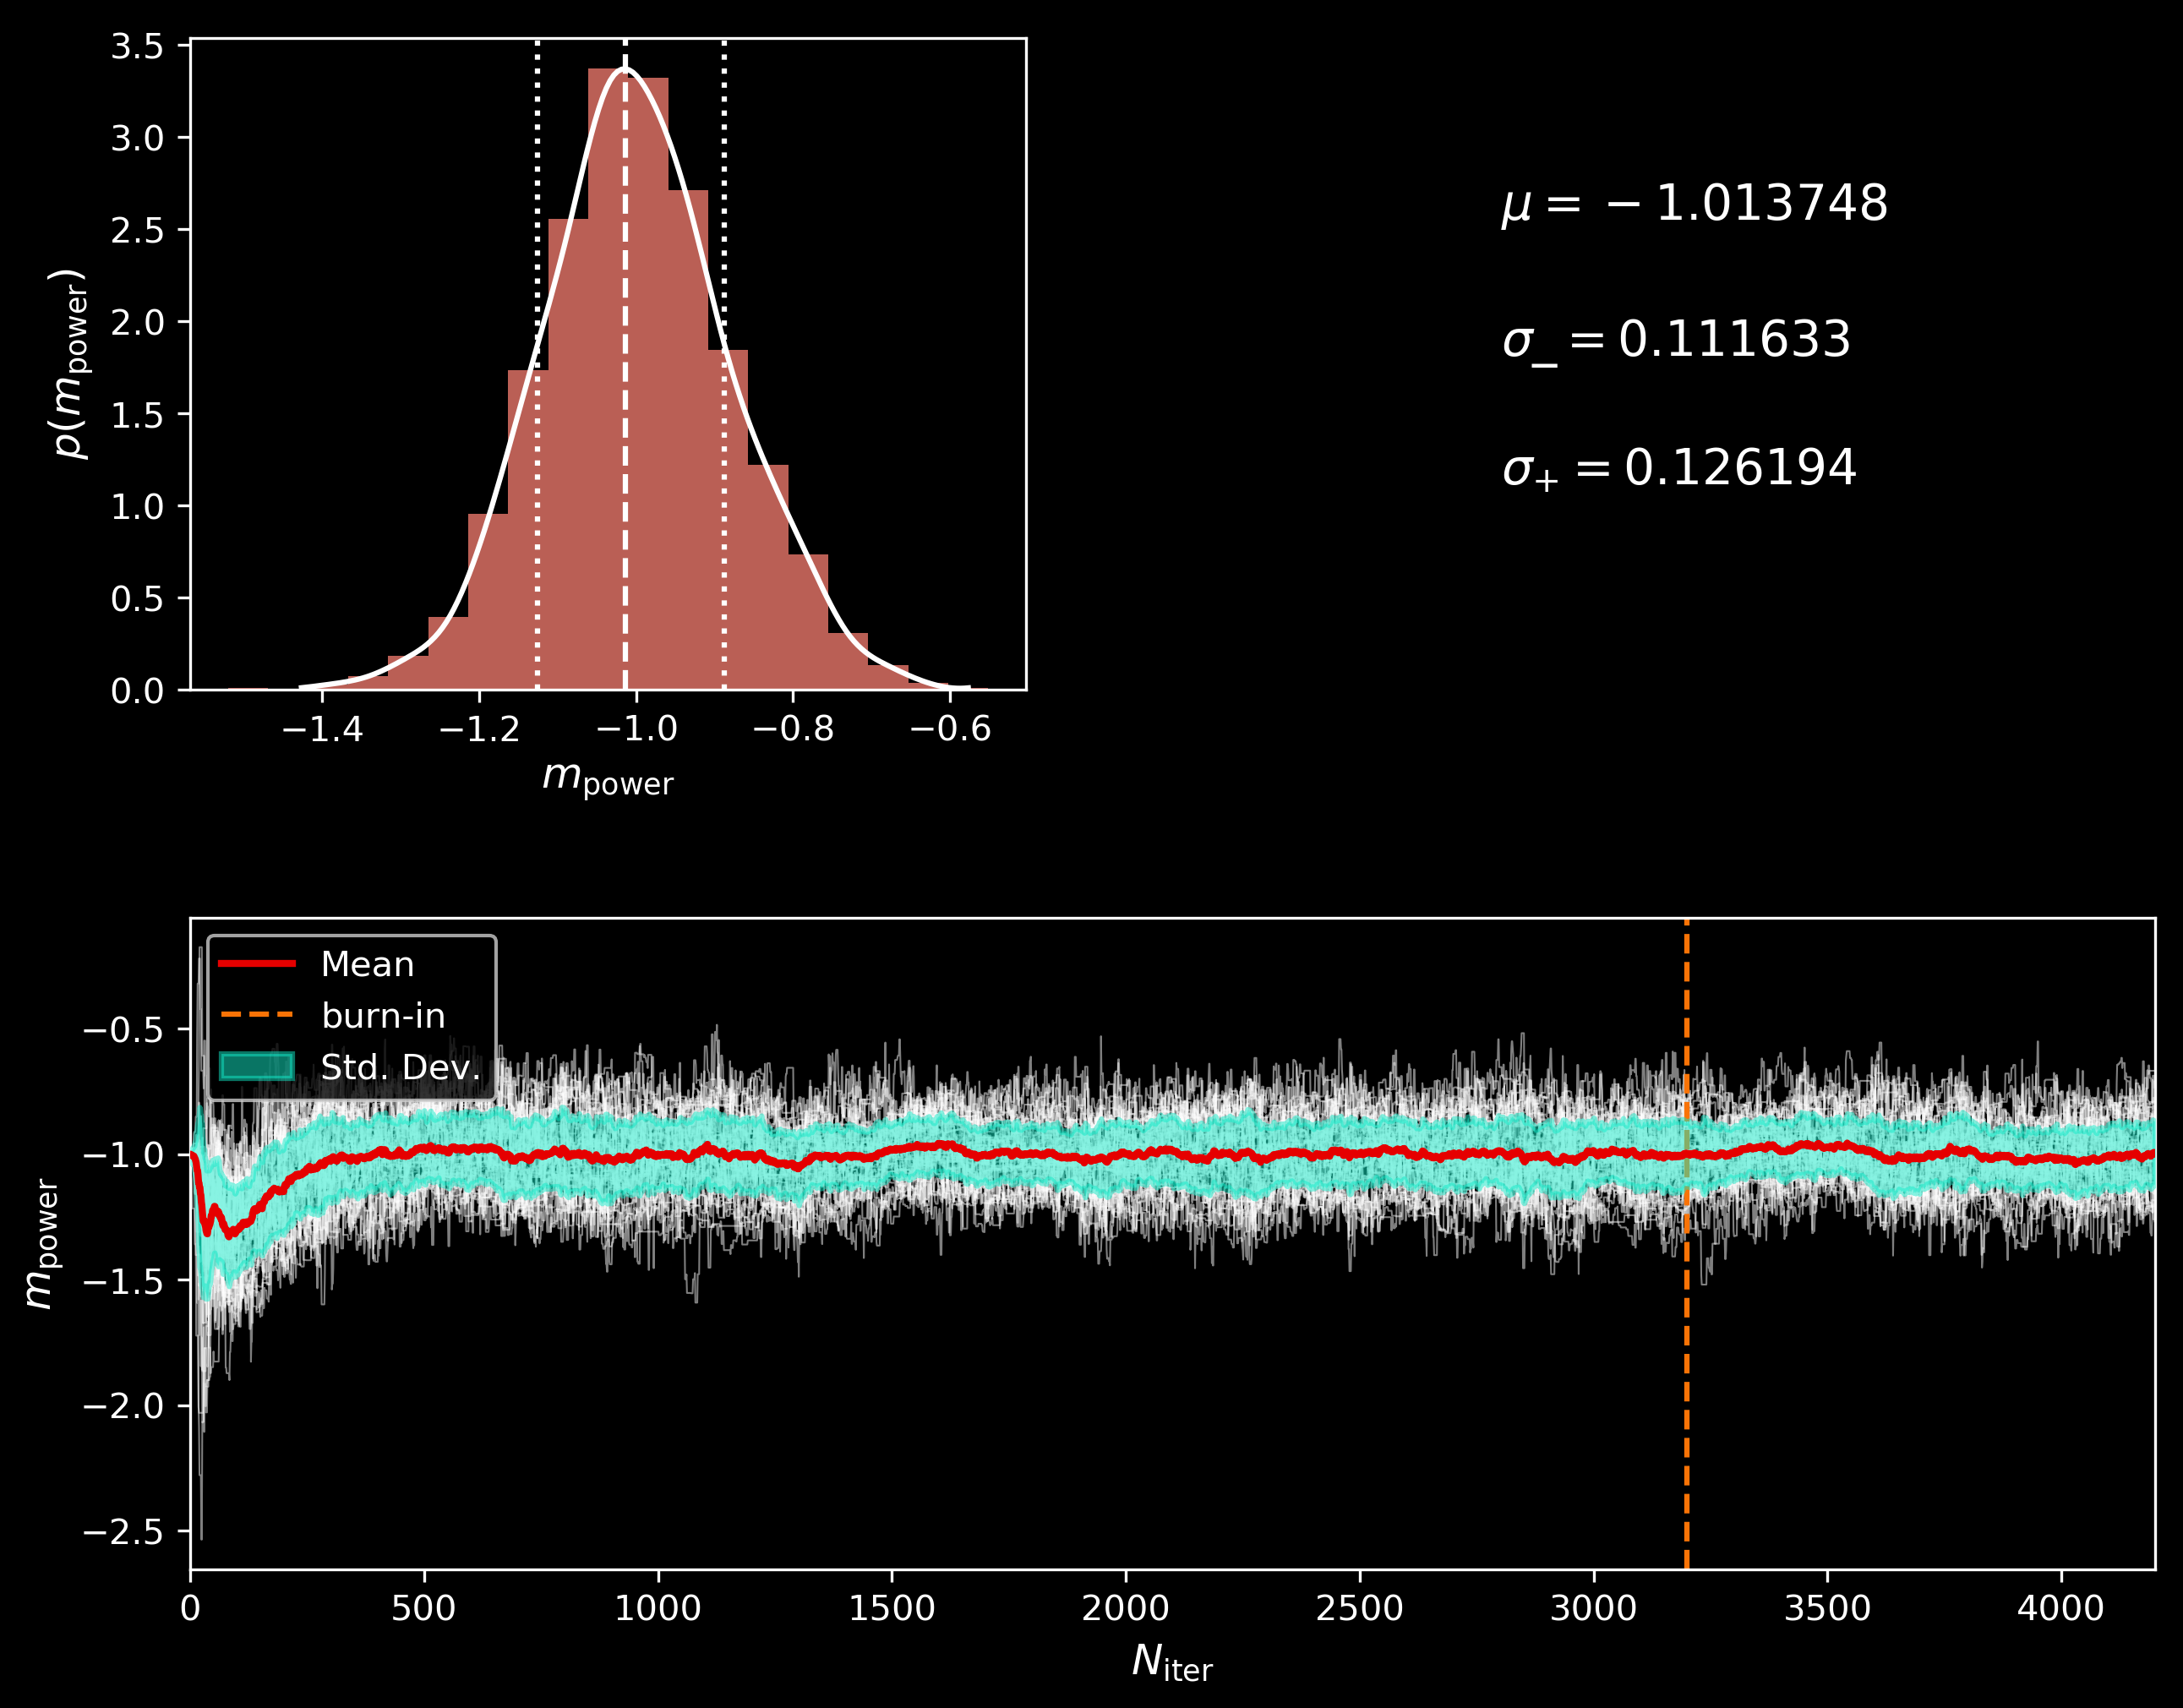 3.5
3.0
2.5
2.0
1.5
1.0
0.5
0.0
p(m_power)
−1.4 −1.2 −1.0 −0.8 −0.6
m_power
μ = −1.013748
σ_− = 0.111633
σ_+ = 0.126194
Mean
burn-in
Std. Dev.
−0.5
−1.0
−1.5
−2.0
−2.5
m_power
0 500 1000 1500 2000 2500 3000 3500 4000
N_iter